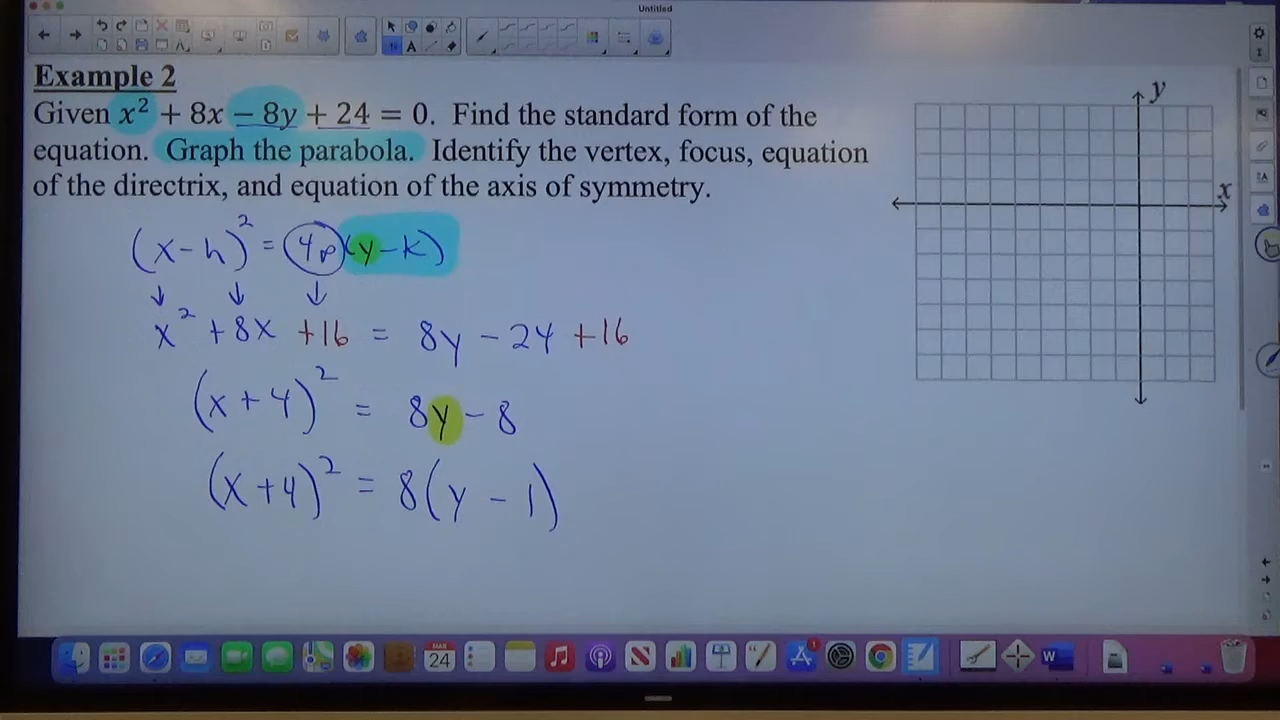 Untitled
Example 2
Given x² + 8x − 8y + 24 = 0. Find the standard form of the
equation. Graph the parabola. Identify the vertex, focus, equation
of the directrix, and equation of the axis of symmetry.
y
x
(x-h)² = 4p(y-k)
↓ ↓ ↓
x² + 8x +16 = 8y - 24 +16
(x+4)² = 8y - 8
(x+4)² = 8(y - 1)
MAR
24
W